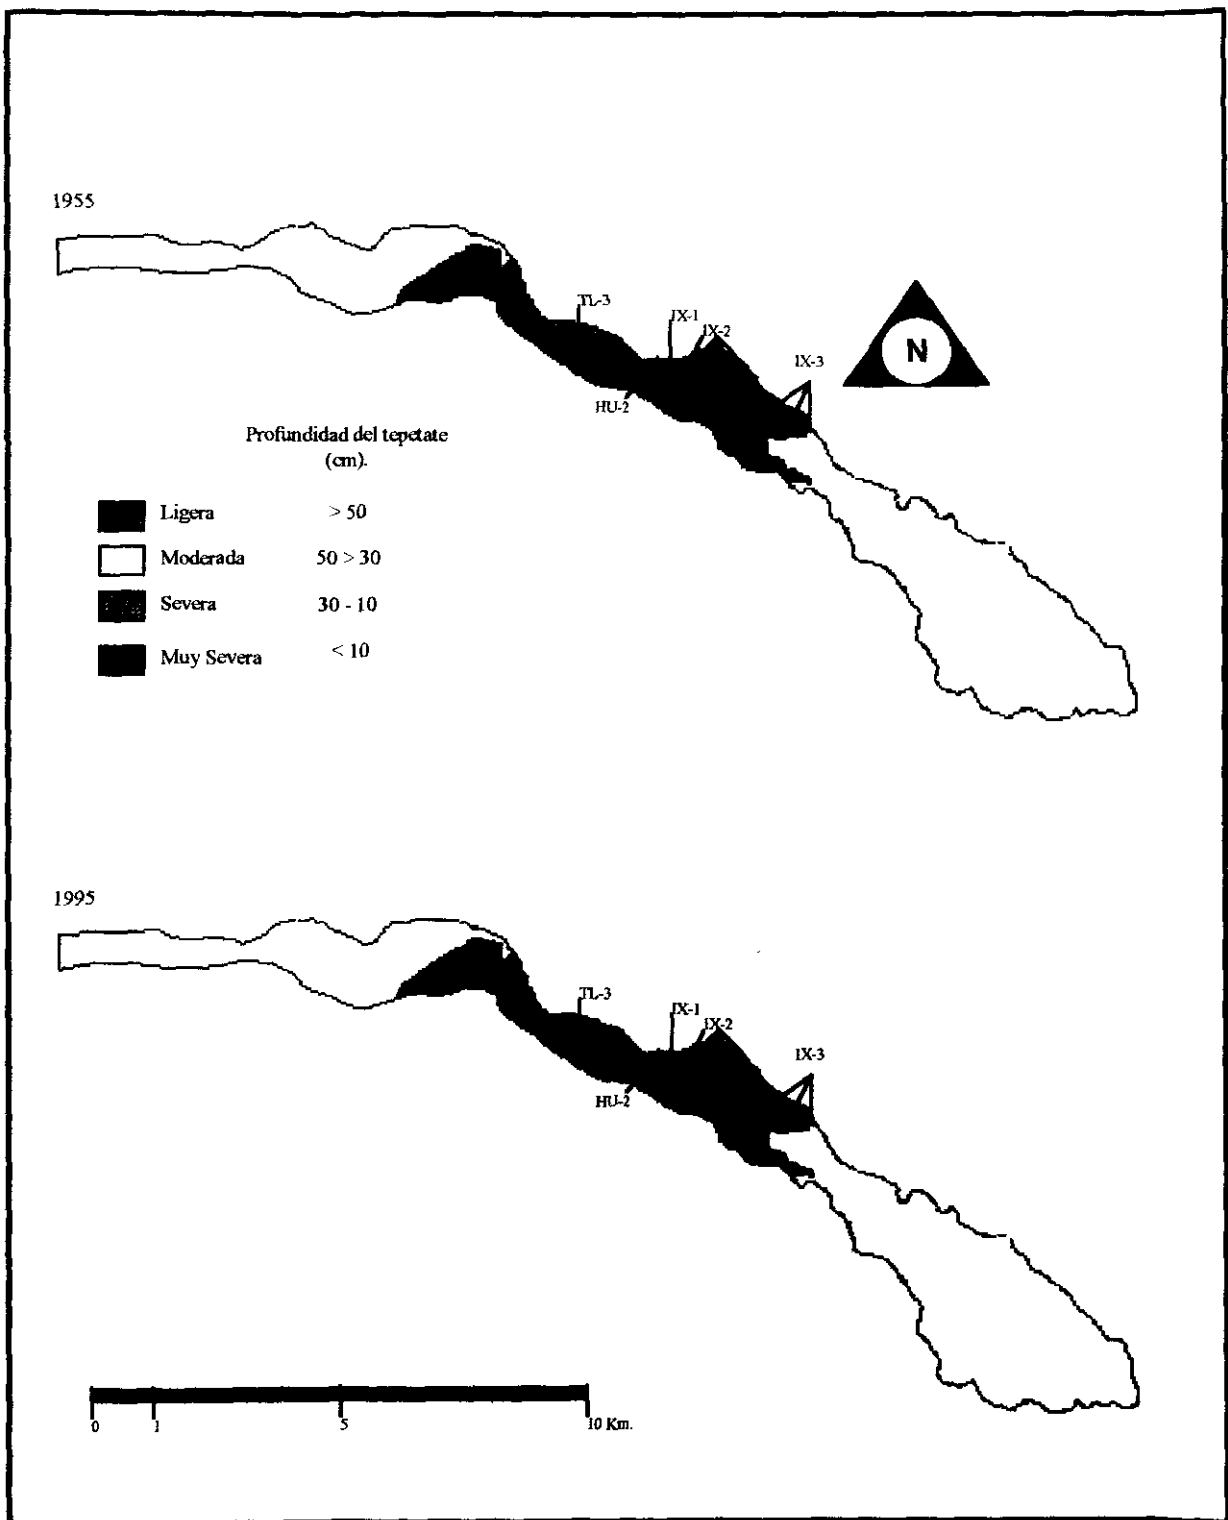 1955
TL-3
IX-1
IX-2
IX-3
N
HU-2
Profundidad del tepetate
(cm).
Ligera > 50
Moderada 50 > 30
Severa 30 - 10
Muy Severa < 10
1995
TL-3
IX-1
IX-2
IX-3
HU-2
0 1 5 10 Km.